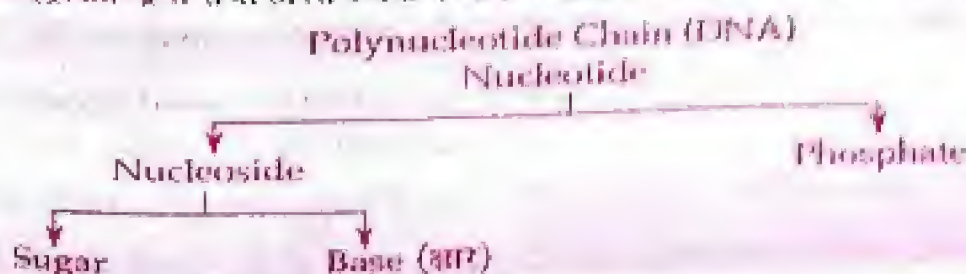 Polynucleotide Chain (DNA)
Nucleotide
Nucleoside Phosphate
Sugar Base (क्षार)